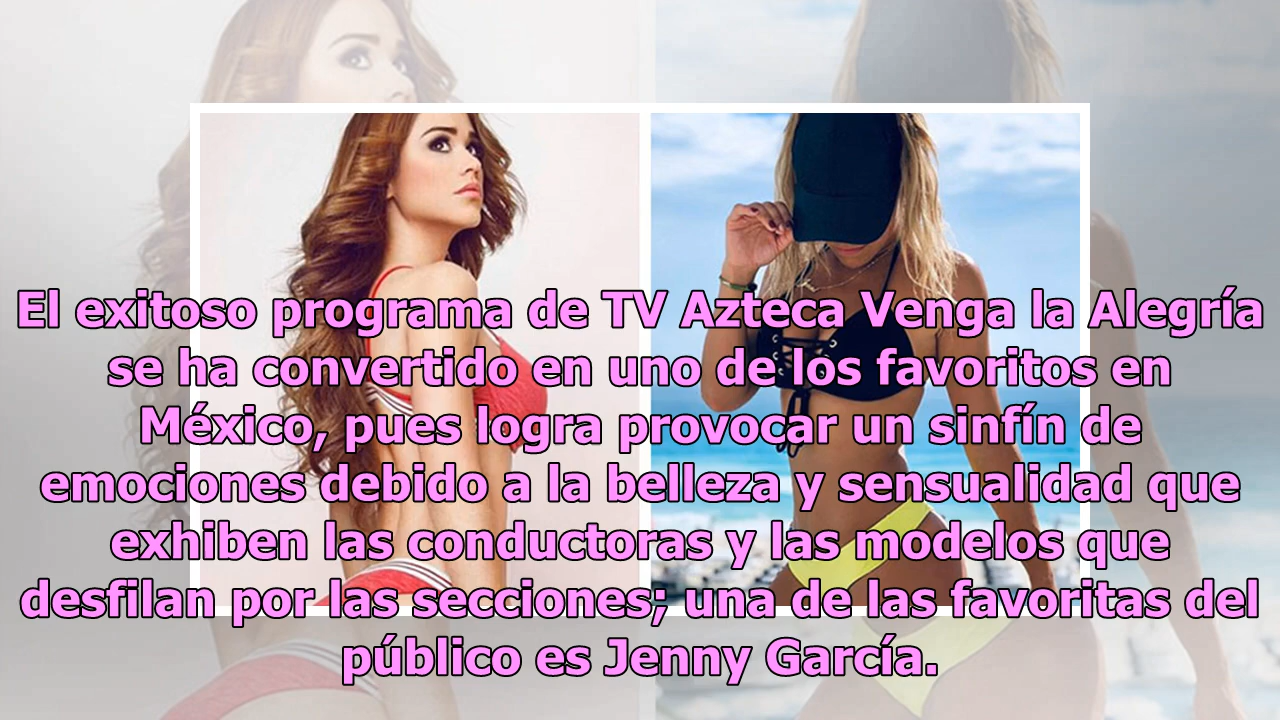 El exitoso programa de TV Azteca Venga la Alegría
se ha convertido en uno de los favoritos en
México, pues logra provocar un sinfín de
emociones debido a la belleza y sensualidad que
exhiben las conductoras y las modelos que
desfilan por las secciones; una de las favoritas del
público es Jenny García.